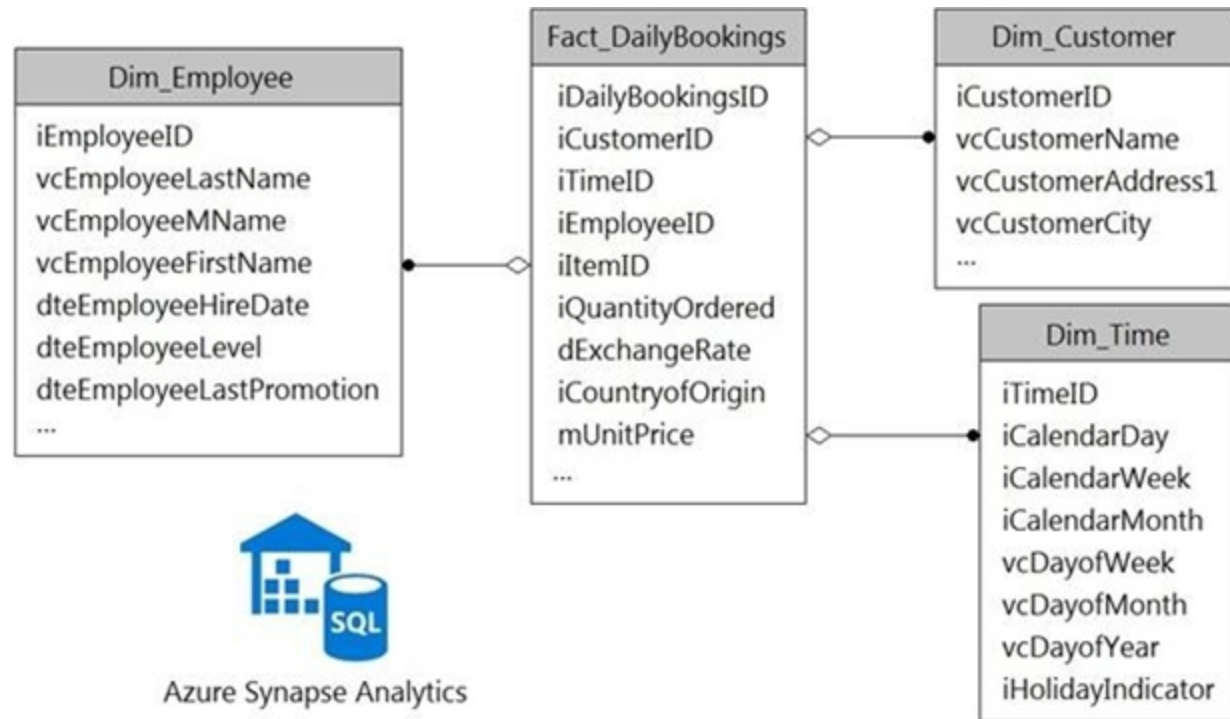 Dim_Employee
iEmployeeID
vcEmployeeLastName
vcEmployeeMName
vcEmployeeFirstName
dteEmployeeHireDate
dteEmployeeLevel
dteEmployeeLastPromotion
...
Fact_DailyBookings
iDailyBookingsID
iCustomerID
iTimeID
iEmployeeID
iItemID
iQuantityOrdered
dExchangeRate
iCountryofOrigin
mUnitPrice
...
Dim_Customer
iCustomerID
vcCustomerName
vcCustomerAddress1
vcCustomerCity
...
Dim_Time
iTimeID
iCalendarDay
iCalendarWeek
iCalendarMonth
vcDayofWeek
vcDayofMonth
vcDayofYear
iHolidayIndicator
SQL
Azure Synapse Analytics